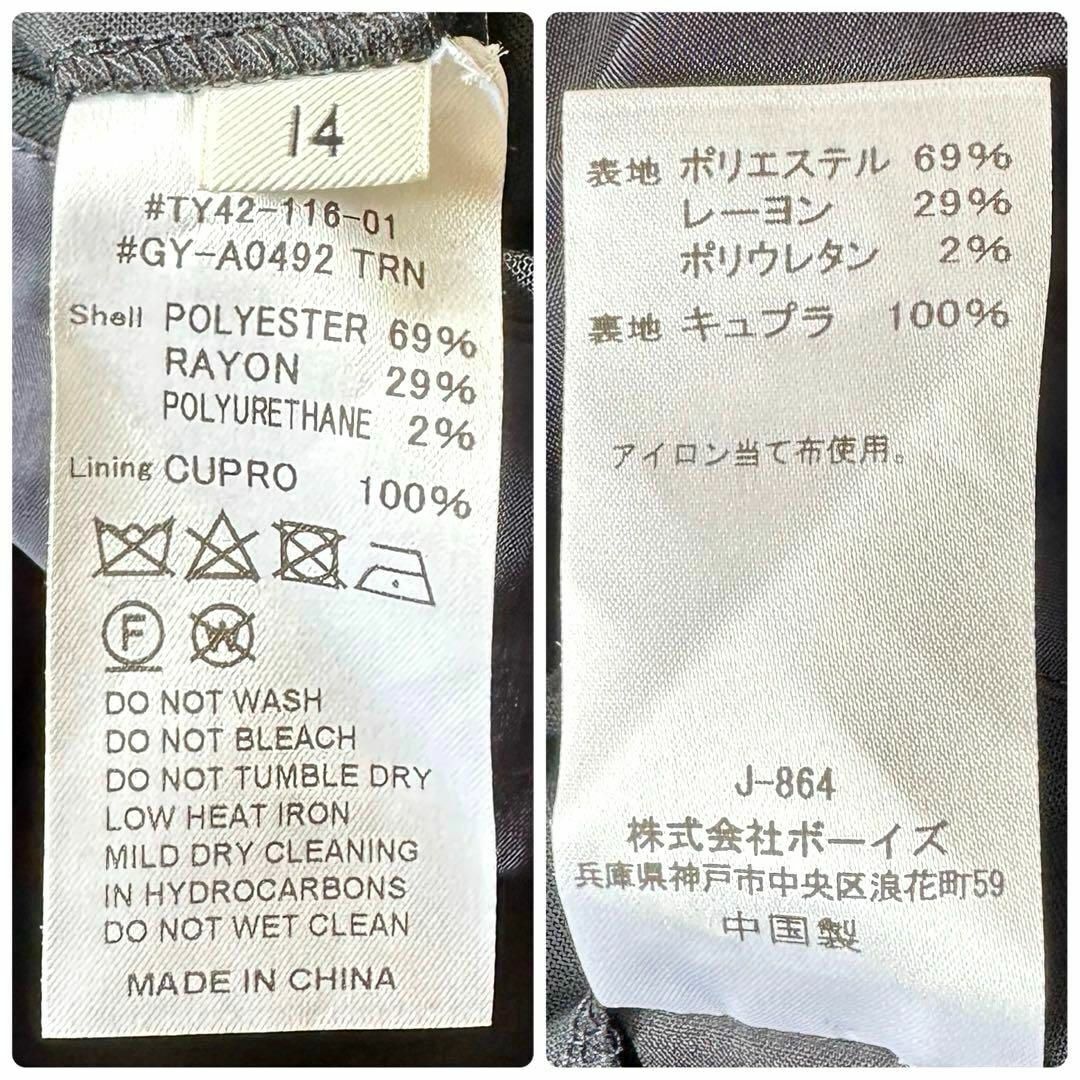 14
#TY42-116-01
#GY-A0492 TRN
Shell POLYESTER 69%
RAYON 29%
POLYURETHANE 2%
Lining CUPRO 100%
F W
DO NOT WASH
DO NOT BLEACH
DO NOT TUMBLE DRY
LOW HEAT IRON
MILD DRY CLEANING
IN HYDROCARBONS
DO NOT WET CLEAN
MADE IN CHINA
表地 ポリエステル 69%
レーヨン 29%
ポリウレタン 2%
裏地 キュプラ 100%
アイロン当て布使用。
J-864
株式会社ボーイズ
兵庫県神戸市中央区浪花町59
中国製